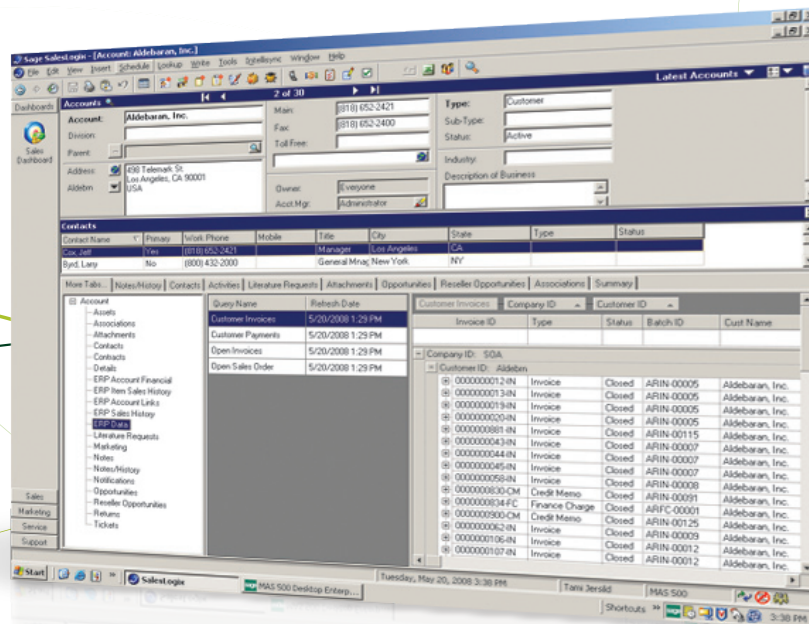 Sage SalesLogix - [Account: Aldebaran, Inc.]
File Edit View Insert Schedule Lookup Write Tools Intellisync Window Help
Latest Accounts
Dashboards
Sales Dashboard
Accounts
2 of 30
Account:
Aldebaran, Inc.
Division:
Parent:
Address:
498 Telemark St.
Los Angeles, CA 90001
USA
Aldebrn
Main:
(818) 652-2421
Fax:
(818) 652-2400
Toll Free:
Owner:
Everyone
Acct Mgr:
Administrator
Type:
Customer
Sub-Type:
Status:
Active
Industry:
Description of Business
Contacts
Contact Name Primary Work Phone Mobile Title City State Type Status
Cox, Jeff Yes (818) 652-2421 Manager Los Angeles CA
Byrd, Larry No (800) 432-2000 General Mnag New York NY
More Tabs... Notes/History Contacts Activities Literature Requests Attachments Opportunities Reseller Opportunities Associations Summary
Account
Assets
Associations
Attachments
Contacts
Contracts
Details
ERP Account Financial
ERP Item Sales History
ERP Account Links
ERP Sales History
ERP Data
Literature Requests
Marketing
Notes
Notes/History
Notifications
Opportunities
Reseller Opportunities
Returns
Tickets
Query Name Refresh Date
Customer Invoices 5/20/2008 1:29 PM
Customer Payments 5/20/2008 1:29 PM
Open Invoices 5/20/2008 1:29 PM
Open Sales Order 5/20/2008 1:29 PM
Customer Invoices Company ID Customer ID
Invoice ID Type Status Batch ID Cust Name
Company ID: SOA
Customer ID: Aldebrn
0000000012-IN Invoice Closed ARIN-00005 Aldebaran, Inc.
0000000013-IN Invoice Closed ARIN-00005 Aldebaran, Inc.
0000000019-IN Invoice Closed ARIN-00005 Aldebaran, Inc.
0000000020-IN Invoice Closed ARIN-00005 Aldebaran, Inc.
0000000881-IN Invoice Closed ARIN-00115 Aldebaran, Inc.
0000000043-IN Invoice Closed ARIN-00007 Aldebaran, Inc.
0000000044-IN Invoice Closed ARIN-00007 Aldebaran, Inc.
0000000045-IN Invoice Closed ARIN-00007 Aldebaran, Inc.
0000000058-IN Invoice Closed ARIN-00008 Aldebaran, Inc.
0000000830-CM Credit Memo Closed ARIN-00091 Aldebaran, Inc.
0000000834-FC Finance Charge Closed ARFC-00001 Aldebaran, Inc.
0000000900-CM Credit Memo Closed ARIN-00125 Aldebaran, Inc.
0000000062-IN Invoice Closed ARIN-00009 Aldebaran, Inc.
0000000106-IN Invoice Closed ARIN-00012 Aldebaran, Inc.
0000000107-IN Invoice Closed ARIN-00012 Aldebaran, Inc.
Sales
Marketing
Service
Support
Tuesday, May 20, 2008 3:38 PM
Tami Jerslid
MAS 500
Start
SalesLogix
sage MAS 500 Desktop Enterp...
Shortcuts
3:38 PM